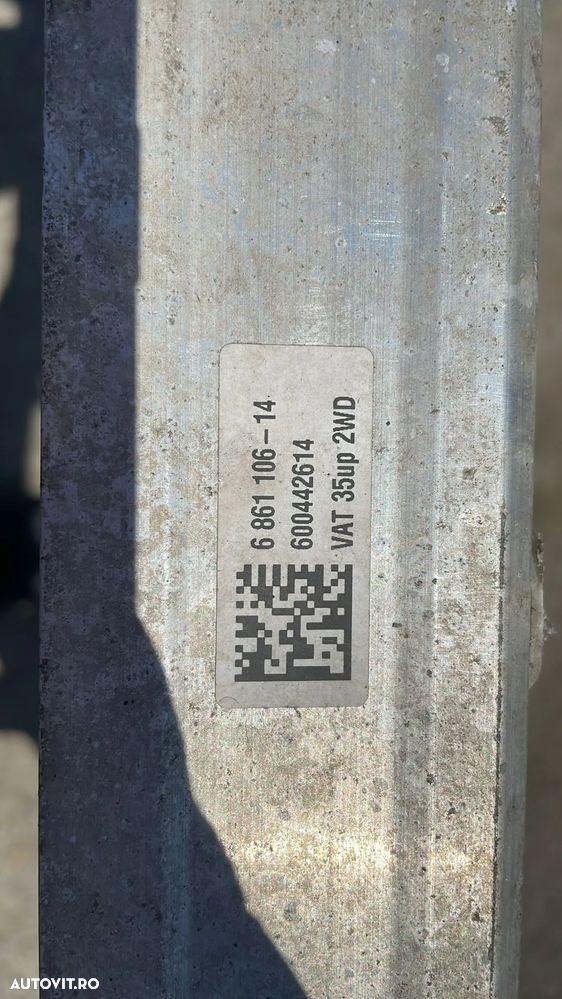 6 861 106-14
600442614
VAT 35up 2WD
AUTOVIT.RO